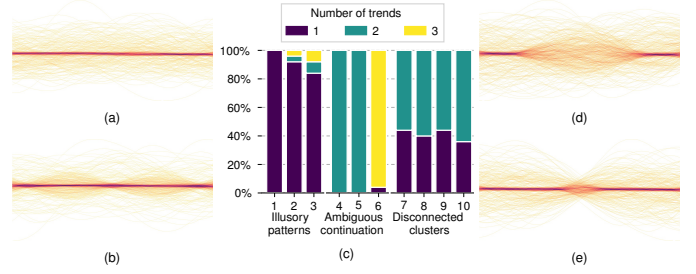 Number of trends
1 2 3
100%
80%
60%
40%
20%
0%
1 2 3 4 5 6 7 8 9 10
Illusory patterns
Ambiguous continuation
Disconnected clusters
(a)
(b)
(c)
(d)
(e)